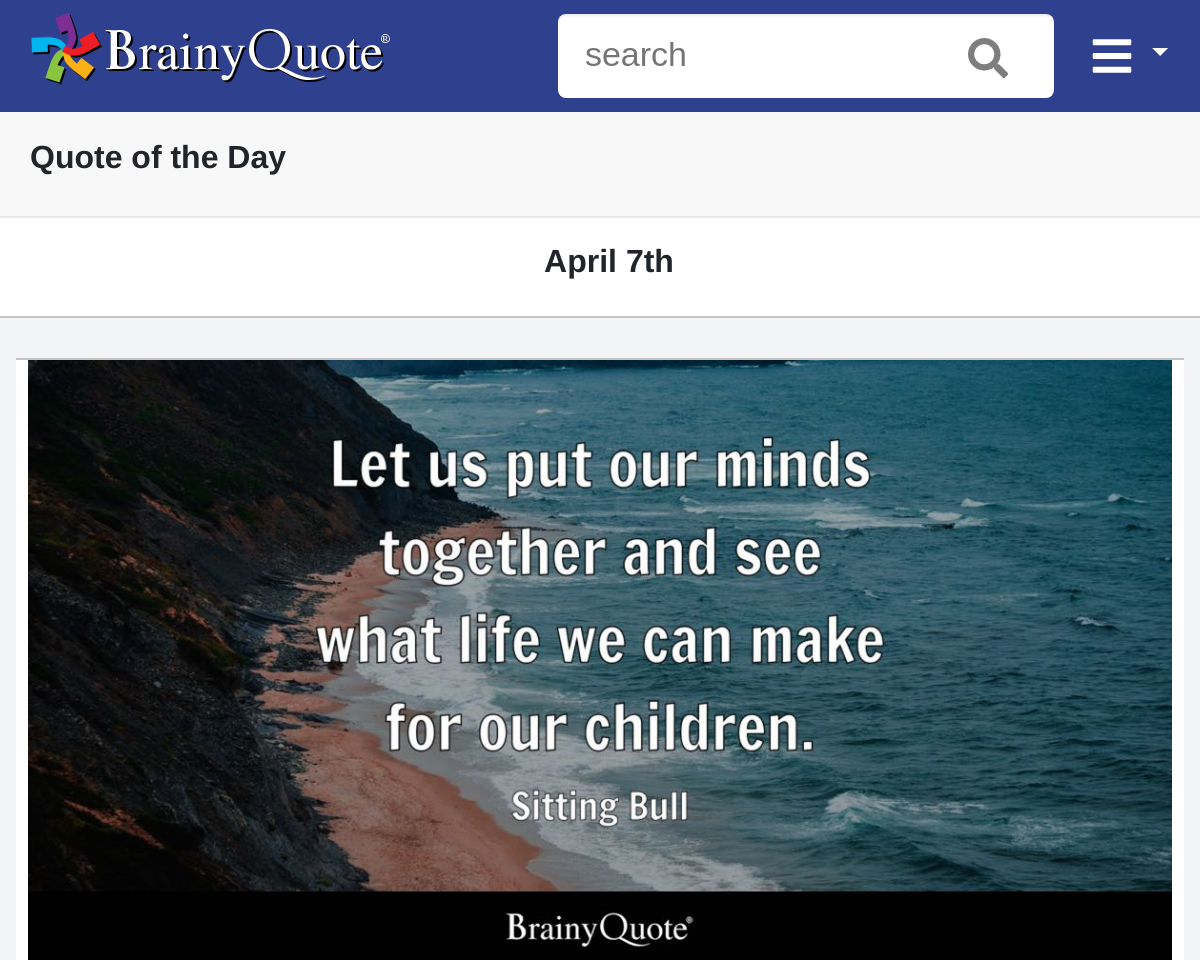 BrainyQuote®
search
Quote of the Day
April 7th
Let us put our minds
together and see
what life we can make
for our children.
Sitting Bull
BrainyQuote®